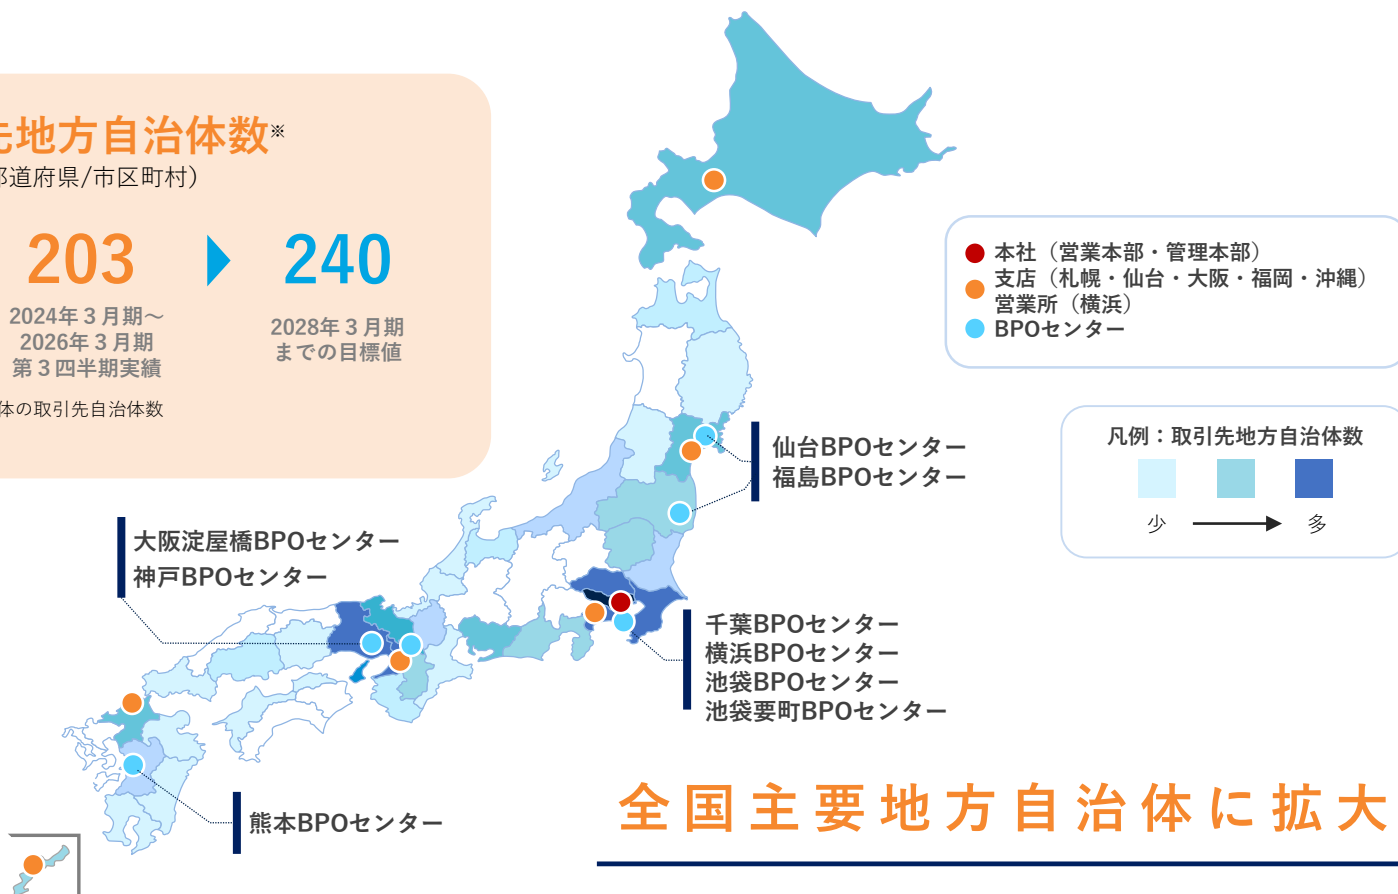 地方自治体数※
道府県/市区町村）
203
240
2024年３月期～
2026年３月期
第３四半期実績
2028年３月期
までの目標値
体の取引先自治体数
本社（営業本部・管理本部）
支店（札幌・仙台・大阪・福岡・沖縄）
営業所（横浜）
BPOセンター
凡例：取引先地方自治体数
少
多
仙台BPOセンター
福島BPOセンター
大阪淀屋橋BPOセンター
神戸BPOセンター
千葉BPOセンター
横浜BPOセンター
池袋BPOセンター
池袋要町BPOセンター
熊本BPOセンター
全国主要地方自治体に拡大